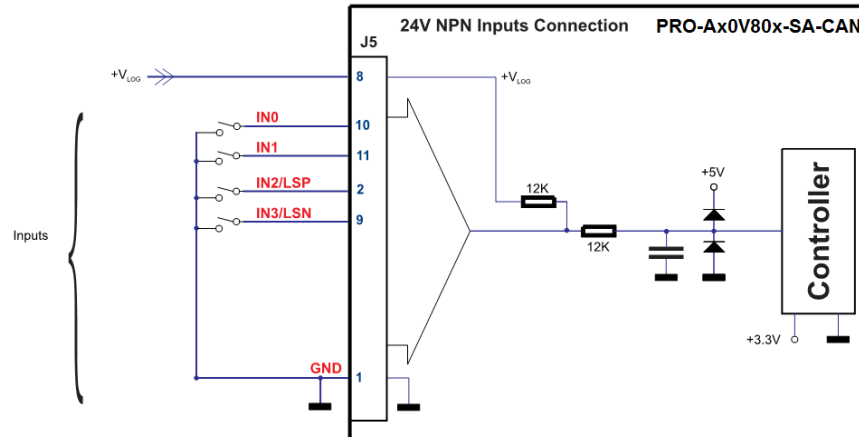 24V NPN Inputs Connection PRO-Ax0V80x-SA-CAN
J5
+VLOG 8 +VLOG
IN0 10
IN1 11
IN2/LSP 2
IN3/LSN 9
12K
12K
+5V
Controller
+3.3V
Inputs
GND 1